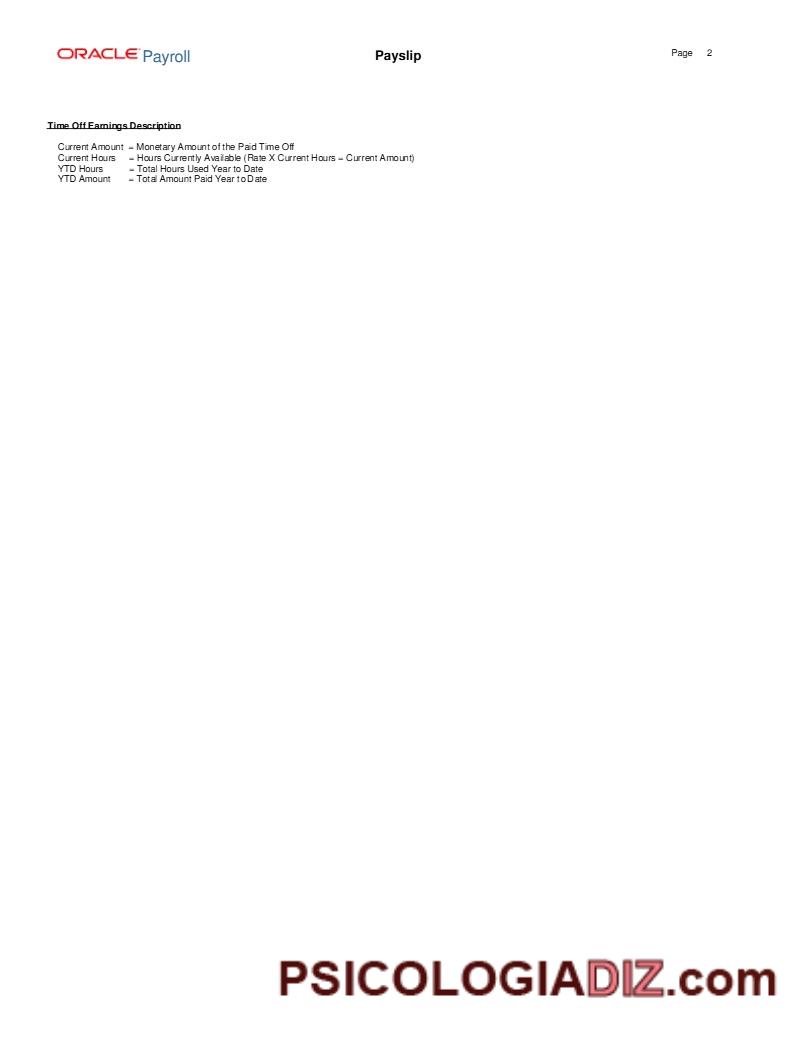 ORACLE Payroll
Payslip
Page 2
Time Off Earnings Description
Current Amount = Monetary Amount of the Paid Time Off
Current Hours = Hours Currently Available (Rate X Current Hours = Current Amount)
YTD Hours = Total Hours Used Year to Date
YTD Amount = Total Amount Paid Year to Date
PSICOLOGIADIZ.com